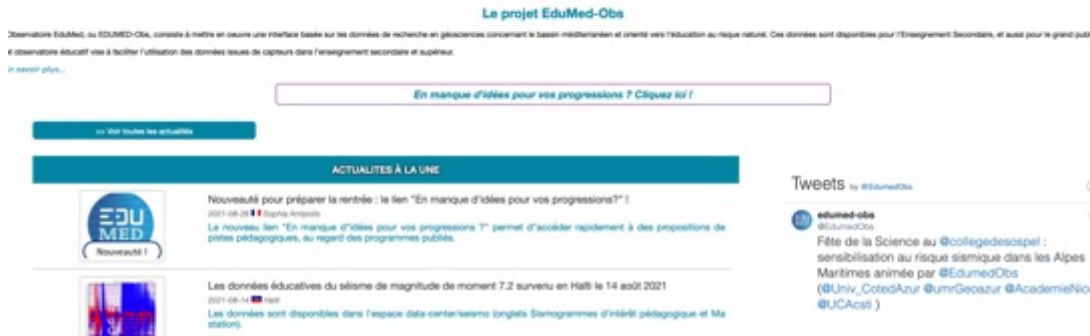 Le projet EduMed-Obs
Observatoire EduMed, ou EDUMED-Obs, consiste à mettre en oeuvre une interface basée sur les données de recherche en géosciences concernant le bassin méditerranéen et orienté vers l'éducation au risque naturel. Ces données sont disponibles pour l'Enseignement Secondaire, et aussi pour le grand publ
observatoire éducatif vise à faciliter l'utilisation des données issues de capteurs dans l'enseignement secondaire et supérieur.
n savoir plus...
En manque d'idées pour vos progressions ? Cliquez ici !
>> Voir toutes les actualités
ACTUALITES À LA UNE
EDU
MED
Nouveauté !
Nouveauté pour préparer la rentrée : le lien "En manque d'idées pour vos progressions?" !
2021-08-26 Sophia Antipolis
Le nouveau lien "En manque d'idées pour vos progressions ?" permet d'accéder rapidement à des propositions de
pistes pédagogiques, au regard des programmes publiés.
Les données éducatives du séisme de magnitude de moment 7.2 survenu en Haïti le 14 août 2021
2021-08-14 Haïti
Les données sont disponibles dans l'espace data-center/seismo (onglets Sismogrammes d'intérêt pédagogique et Ma
station).
Tweets by @EdumedObs
edumed-obs
@EdumedObs
Fête de la Science au @collegedesospel :
sensibilisation au risque sismique dans les Alpes
Maritimes animée par @EdumedObs
(@Univ_CotedAzur @umrGeoazur @AcademieNic
@UCAcsti )